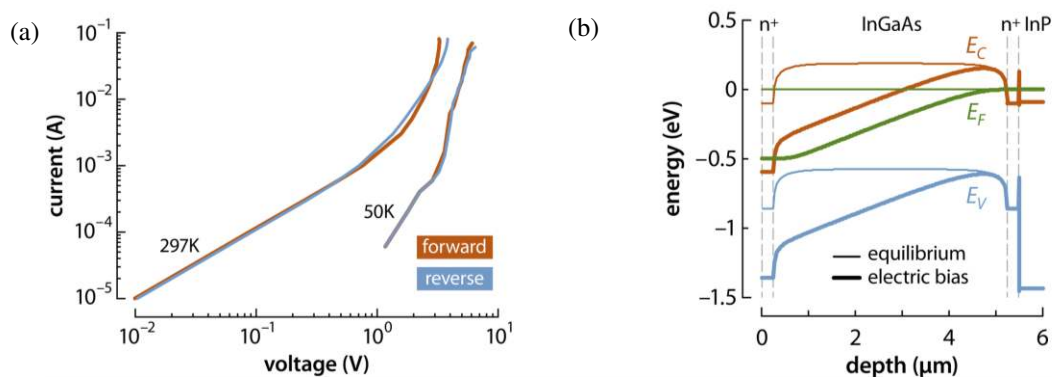 (a)
current (A)
10⁻¹
10⁻²
10⁻³
10⁻⁴
10⁻⁵
297K
50K
forward
reverse
10⁻²
10⁻¹
10⁰
10¹
voltage (V)
(b)
n⁺ InGaAs n⁺ InP
energy (eV)
0.5
0
−0.5
−1
−1.5
E_C
E_F
E_V
equilibrium
electric bias
0 2 4 6
depth (μm)